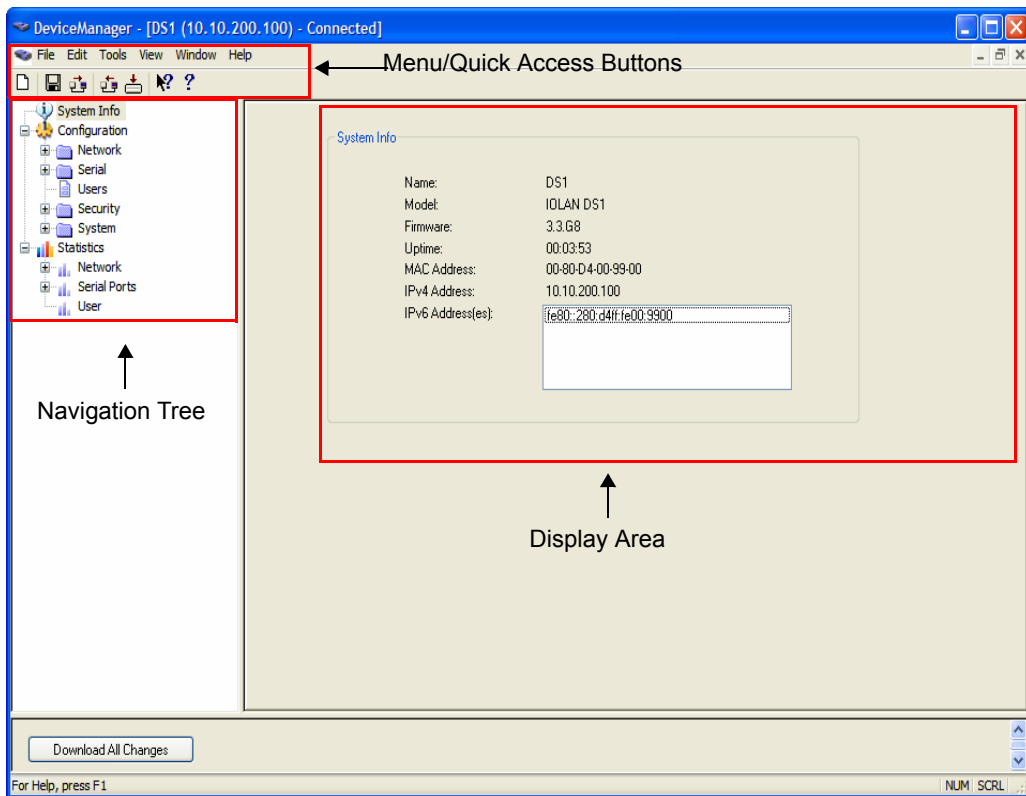 DeviceManager - [DS1 (10.10.200.100) - Connected]
File Edit Tools View Window Help
Menu/Quick Access Buttons
System Info
Configuration
Network
Serial
Users
Security
System
Statistics
Network
Serial Ports
User
Navigation Tree
System Info
Name: DS1
Model: IOLAN DS1
Firmware: 3.3.G8
Uptime: 00:03:53
MAC Address: 00-80-D4-00-99-00
IPv4 Address: 10.10.200.100
IPv6 Address(es): fe80::280:d4ff:fe00:9900
Display Area
Download All Changes
For Help, press F1
NUM SCRL